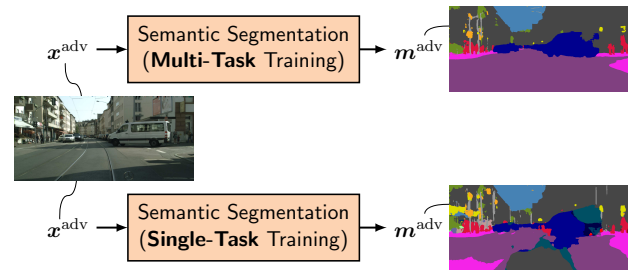 x^adv
Semantic Segmentation
(Multi-Task Training)
m^adv
x^adv
Semantic Segmentation
(Single-Task Training)
m^adv